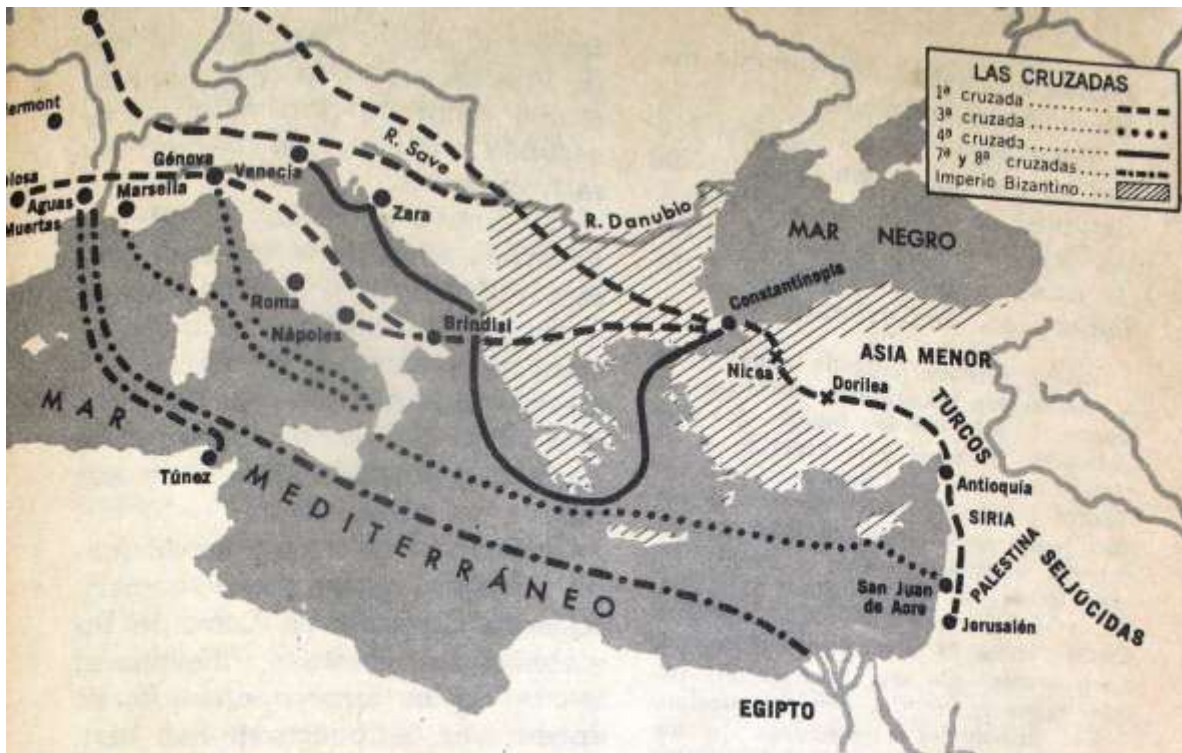 LAS CRUZADAS
1ª cruzada ........
3ª cruzada ........
4ª cruzada ........
7ª y 8ª cruzadas ....
Imperio Bizantino....
lermont
Génova
Venecia
R. Save
olosa
Aguas
Muertas
Marsella
Zara
R. Danubio
MAR NEGRO
Constantinopla
Roma
Nápoles
Brindisi
Nicea
ASIA MENOR
Dorilea
TURCOS
SELJÚCIDAS
MAR
MEDITERRÁNEO
Túnez
Antioquía
SIRIA
PALESTINA
San Juan
de Acre
Jerusalén
EGIPTO